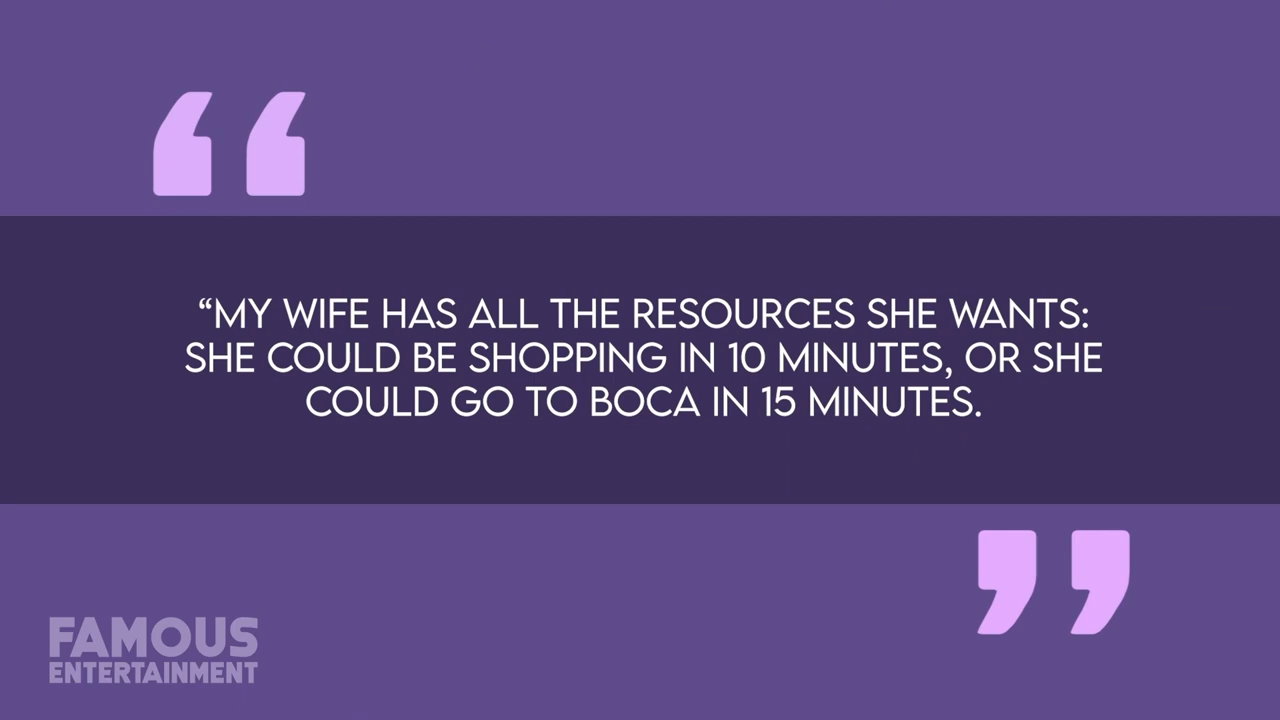 “MY WIFE HAS ALL THE RESOURCES SHE WANTS:
SHE COULD BE SHOPPING IN 10 MINUTES, OR SHE
COULD GO TO BOCA IN 15 MINUTES.
FAMOUS
ENTERTAINMENT